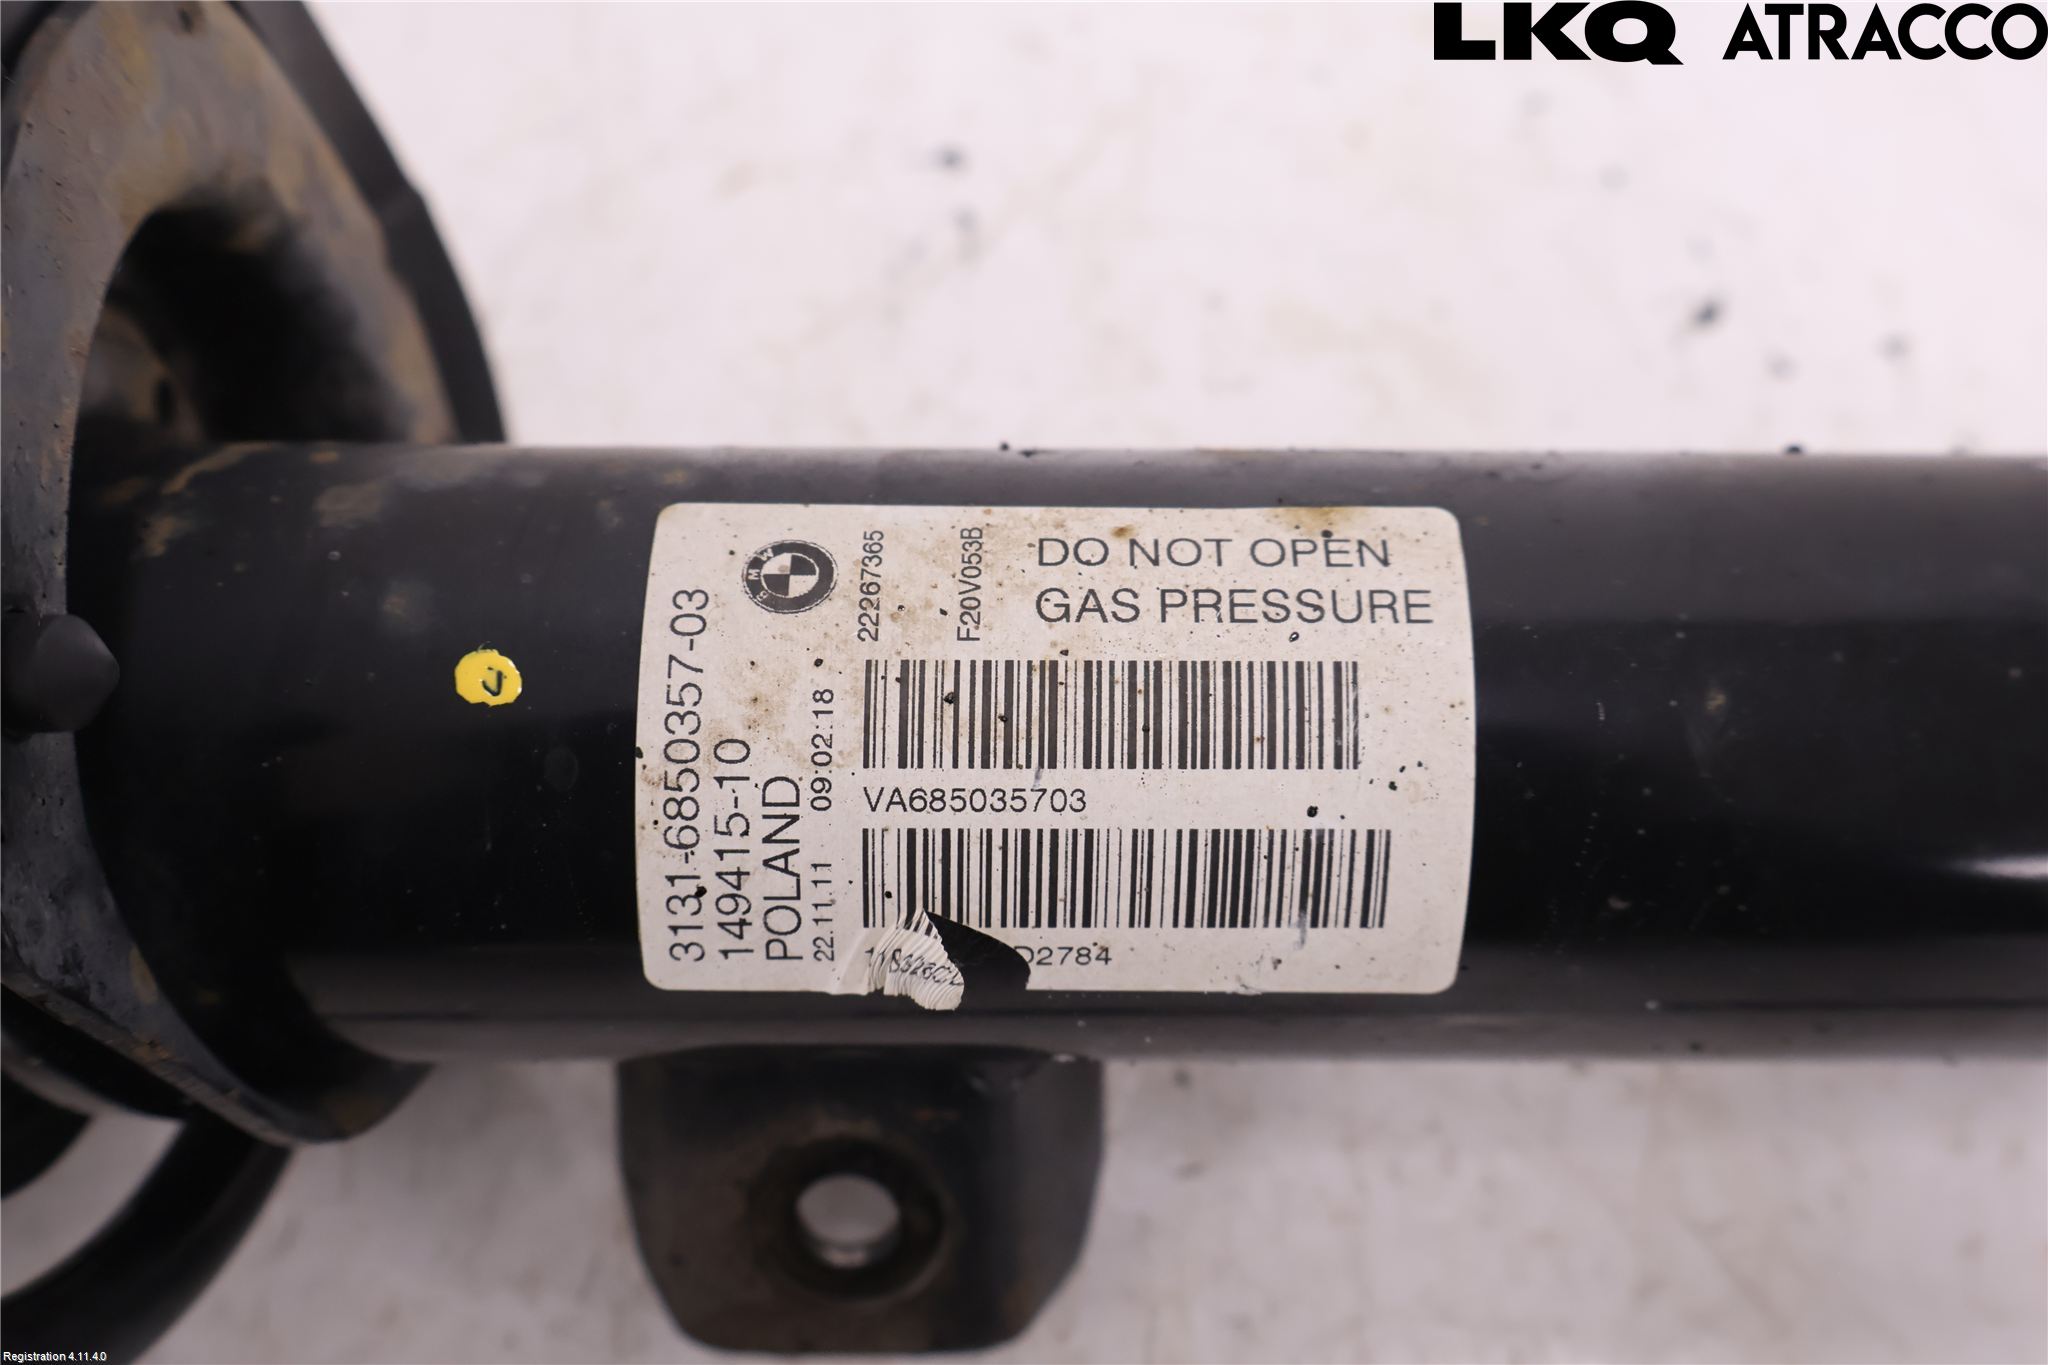 LKQ ATRACCO
3131-6850357-03
149415-10
POLAND
22.11.11 09:02:18
BMW
22267365
F20V053B
DO NOT OPEN
GAS PRESSURE
VA685035703
D2784
Registration 4.11.4.0